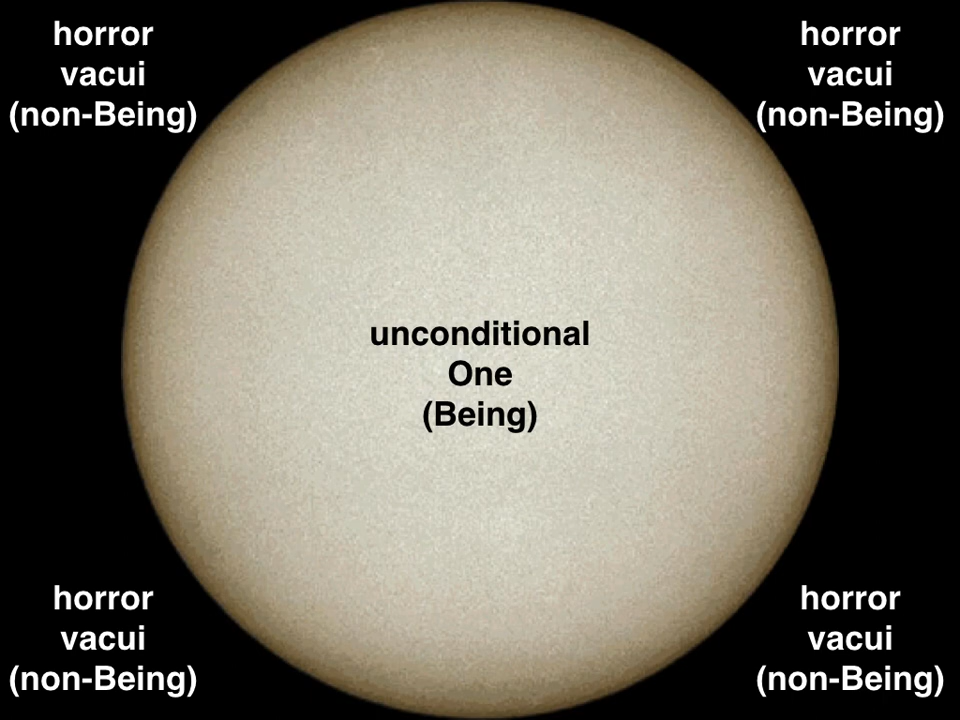 horror
vacui
(non-Being)
horror
vacui
(non-Being)
unconditional
One
(Being)
horror
vacui
(non-Being)
horror
vacui
(non-Being)